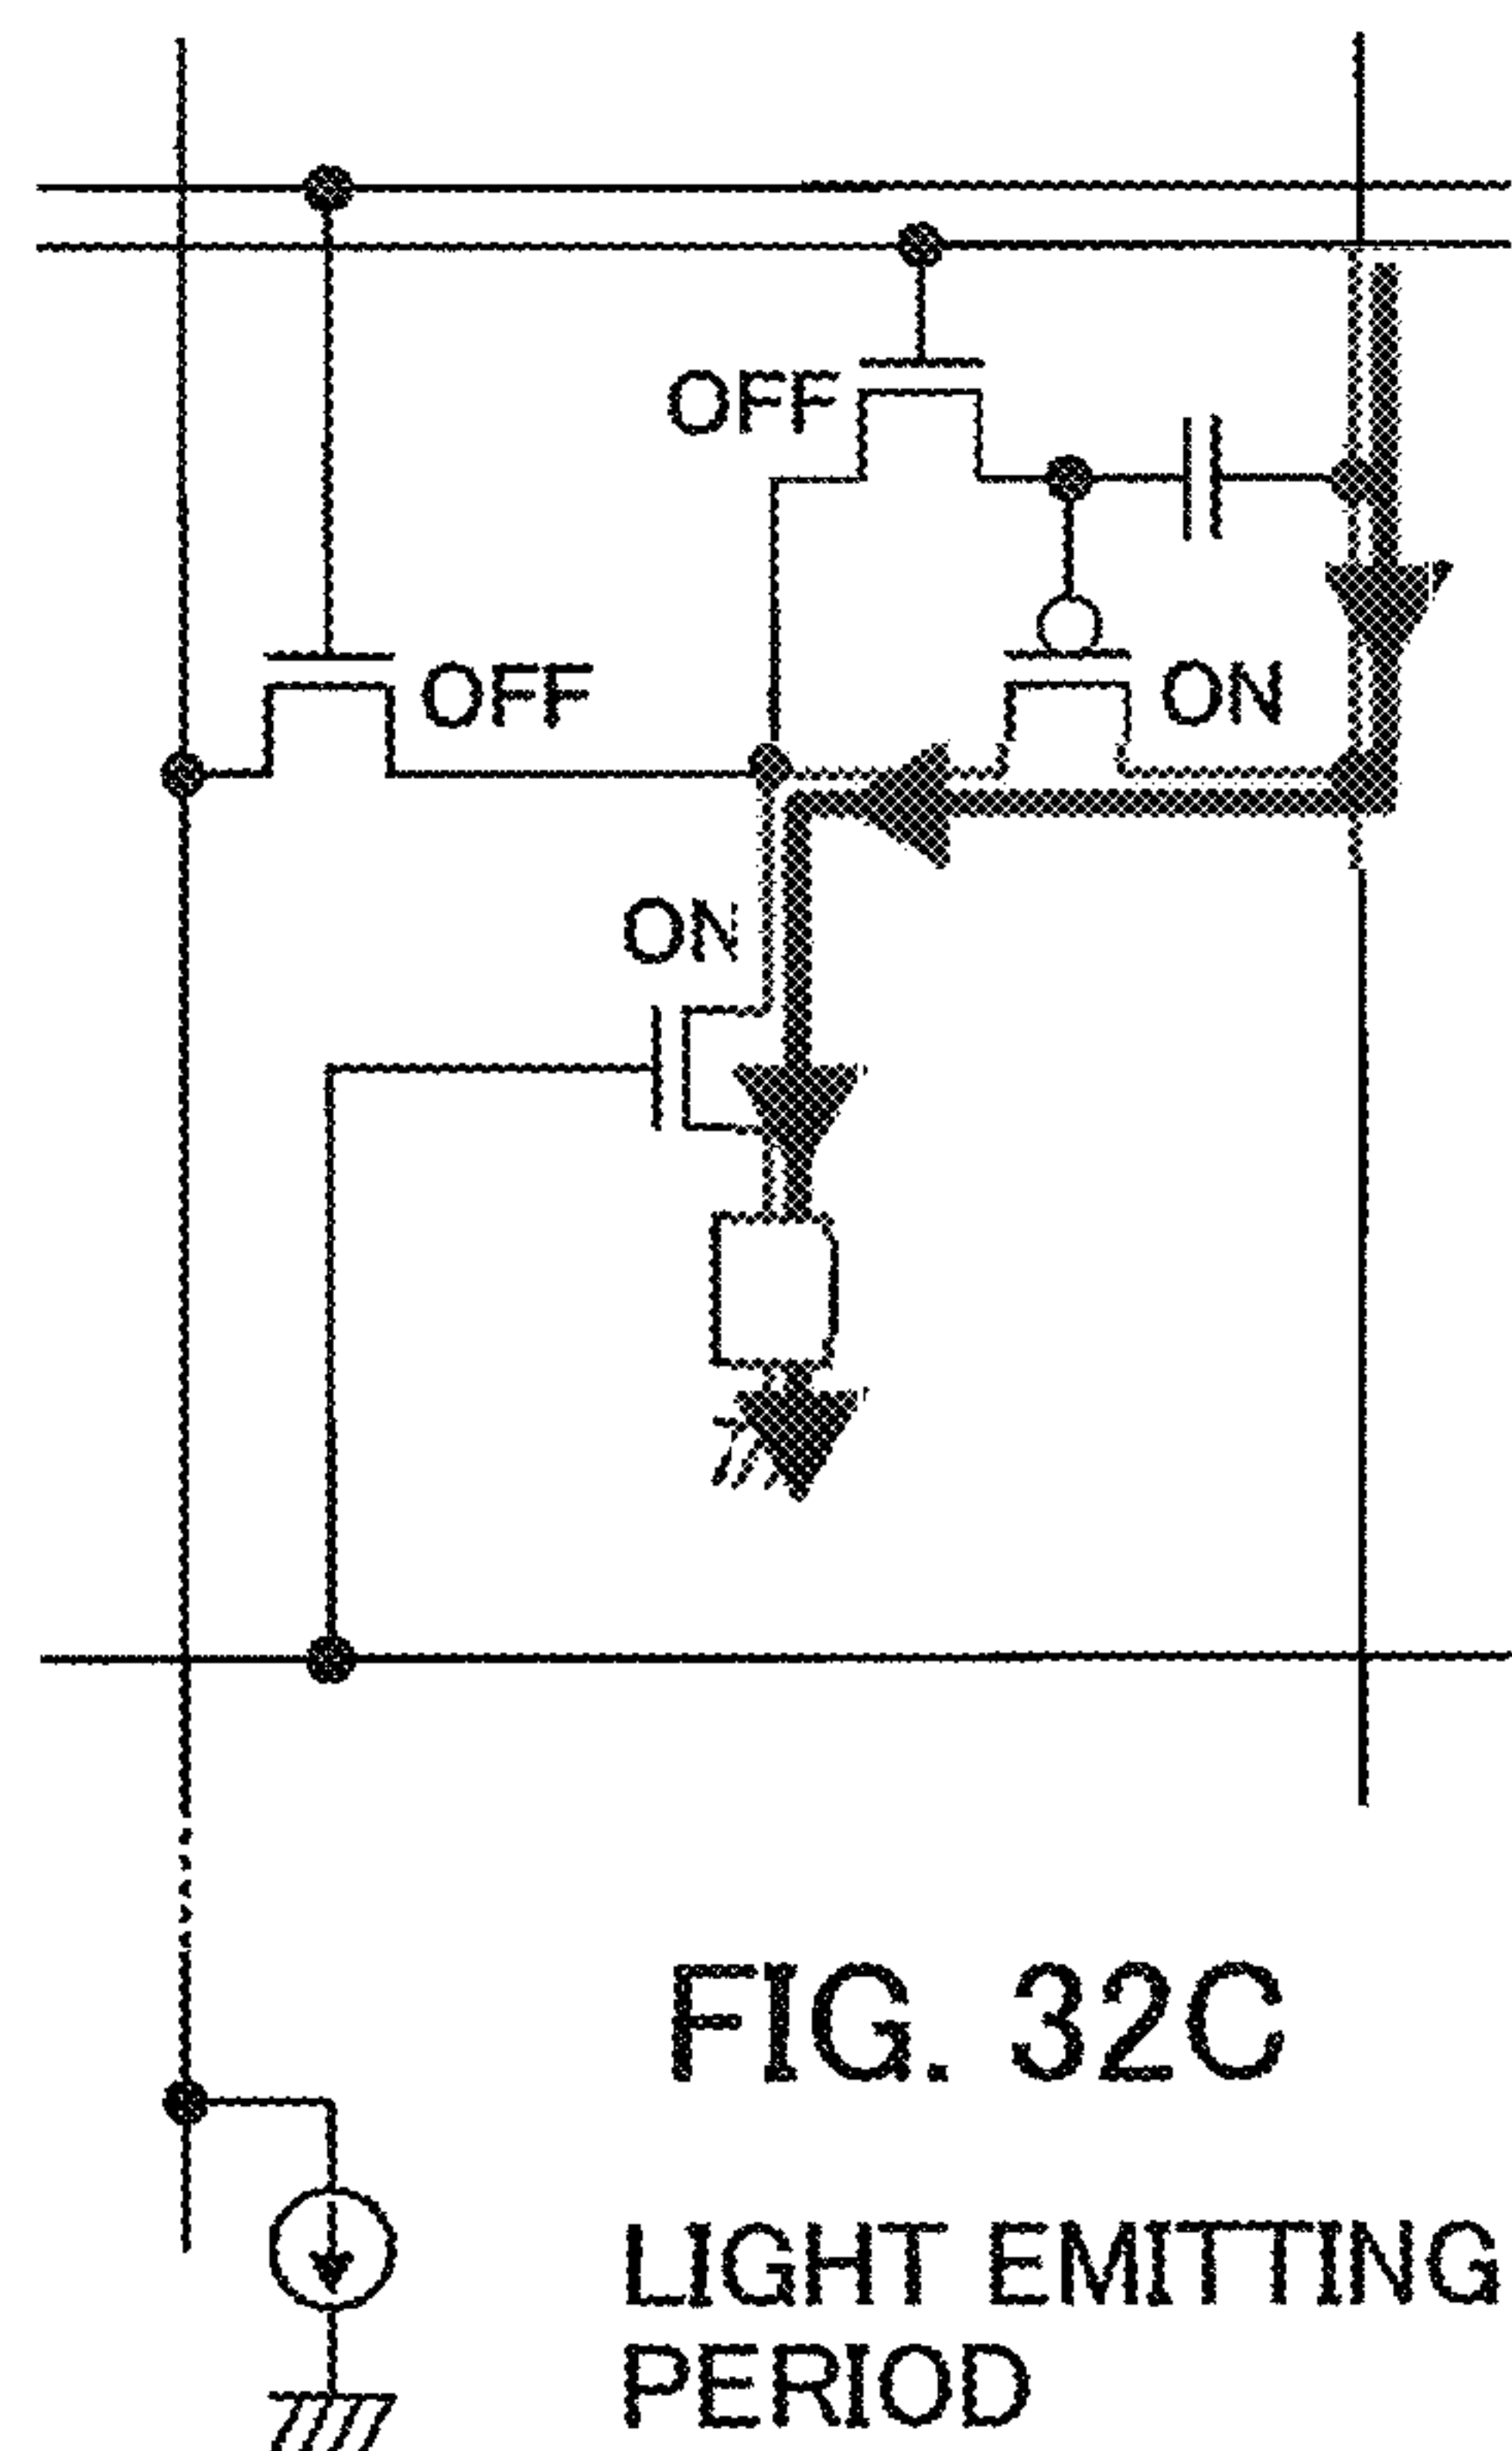 OFF
OFF
ON
ON
FIG. 32C
LIGHT EMITTING
PERIOD